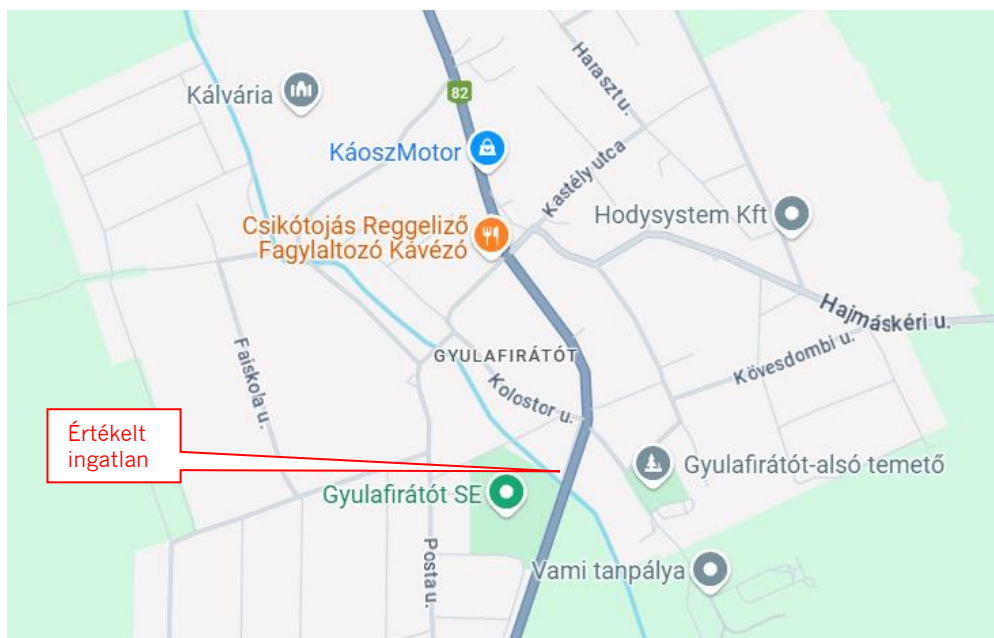 Kálvária
82
Haraszt u.
KáoszMotor
Kastély utca
Csikótojás Reggeliző
Fagylaltozó Kávézó
Hodysystem Kft
Hajmáskéri u.
GYULAFIRÁTÓT
Kövesdombi u.
Faiskola u.
Kolostor u.
Értékelt
ingatlan
Gyulafirátót-alsó temető
Gyulafirátót SE
Posta u.
Vami tanpálya